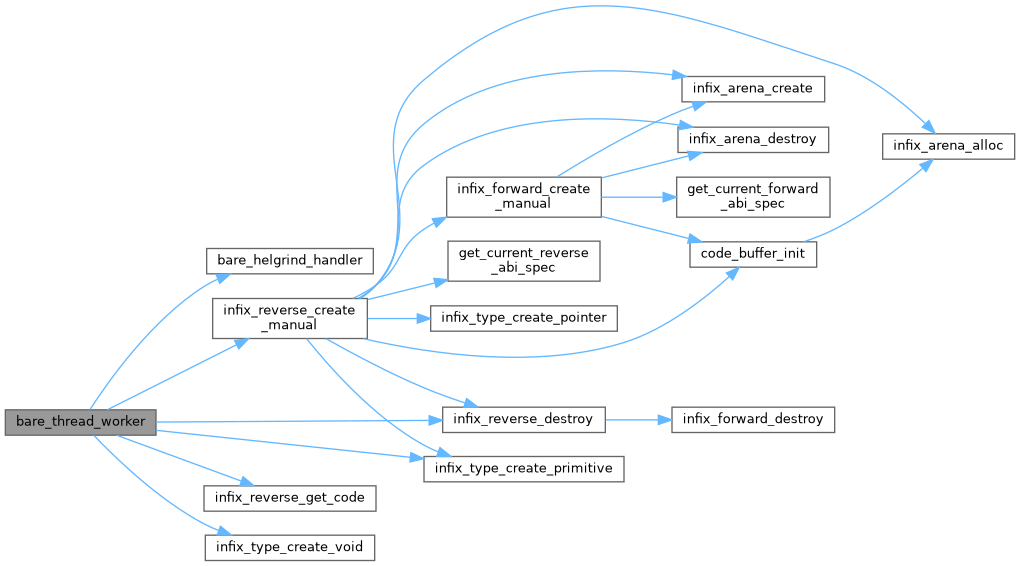 infix_arena_create
infix_arena_destroy
infix_arena_alloc
infix_forward_create
_manual
get_current_forward
_abi_spec
code_buffer_init
bare_helgrind_handler
get_current_reverse
_abi_spec
infix_reverse_create
_manual
infix_type_create_pointer
bare_thread_worker
infix_reverse_destroy
infix_forward_destroy
infix_type_create_primitive
infix_reverse_get_code
infix_type_create_void